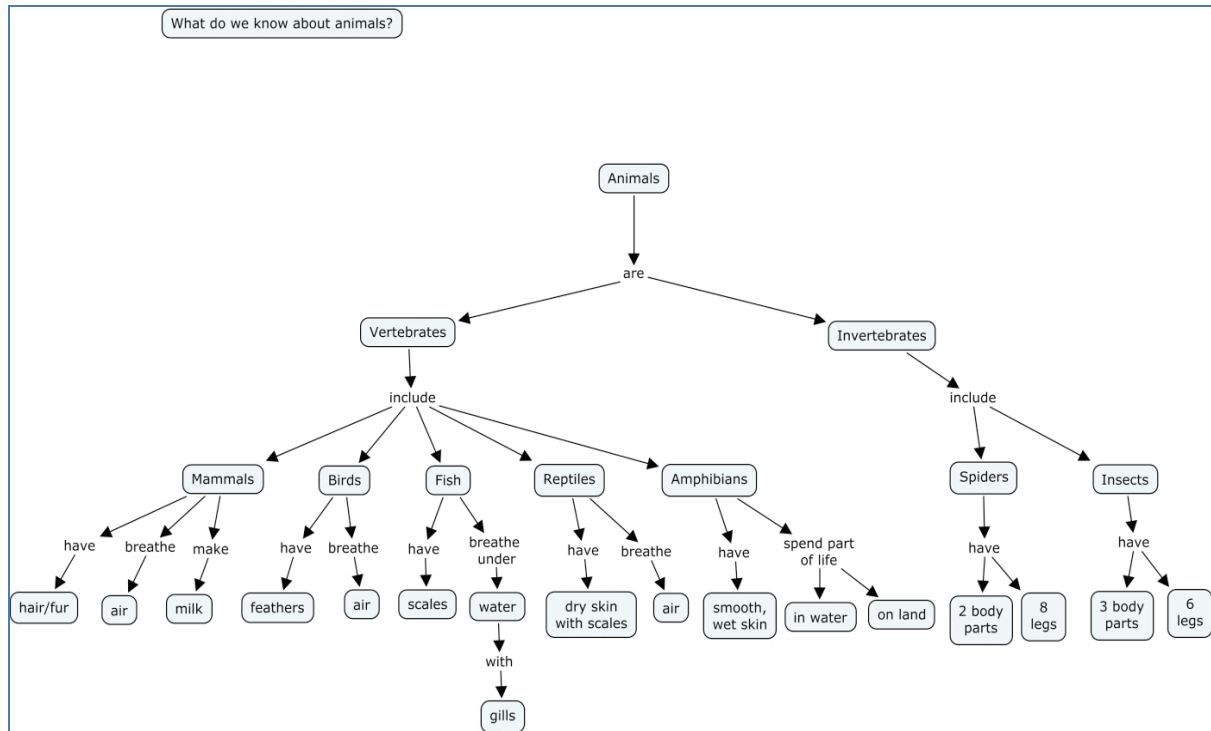 What do we know about animals?
Animals
are
Vertebrates
Invertebrates
include
include
Mammals
Birds
Fish
Reptiles
Amphibians
Spiders
Insects
have
breathe
make
have
breathe
have
breathe
under
have
breathe
have
spend part
of life
have
have
hair/fur
air
milk
feathers
air
scales
water
dry skin
with scales
air
smooth,
wet skin
in water
on land
2 body
parts
8
legs
3 body
parts
6
legs
with
gills